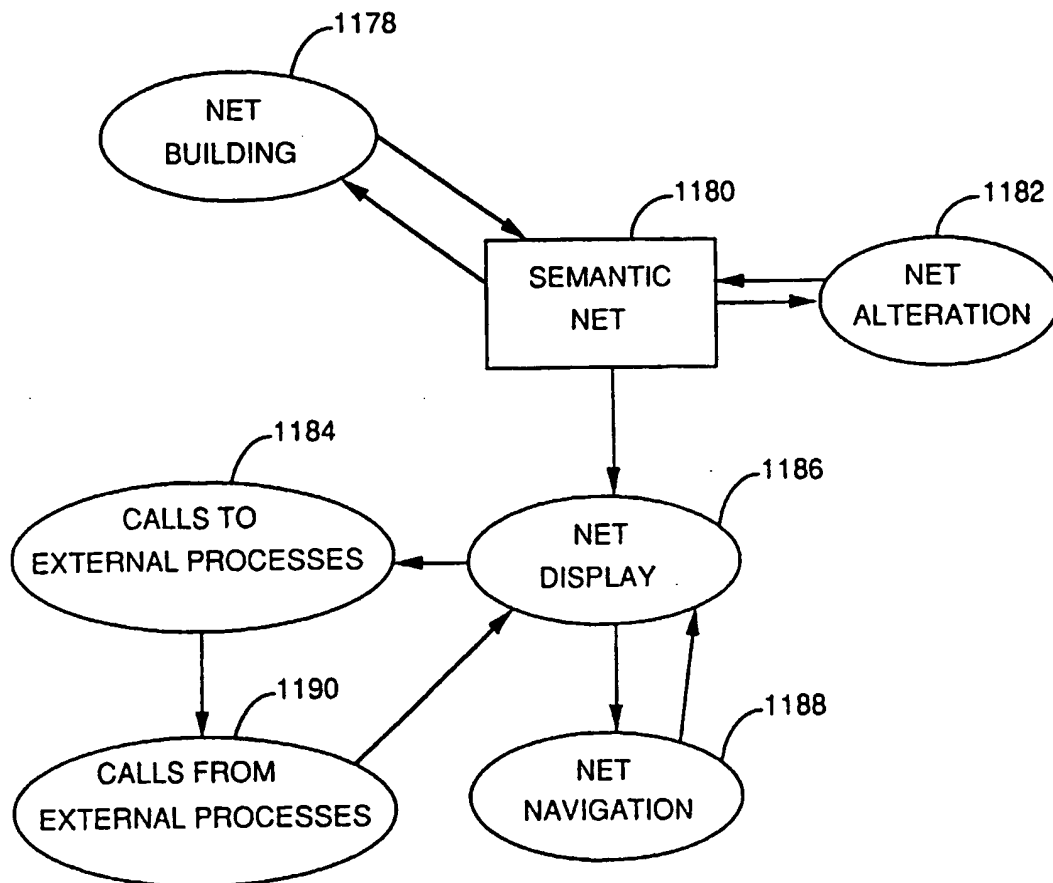 1178
NET
BUILDING
1180
SEMANTIC
NET
1182
NET
ALTERATION
1184
CALLS TO
EXTERNAL PROCESSES
1186
NET
DISPLAY
1190
CALLS FROM
EXTERNAL PROCESSES
1188
NET
NAVIGATION